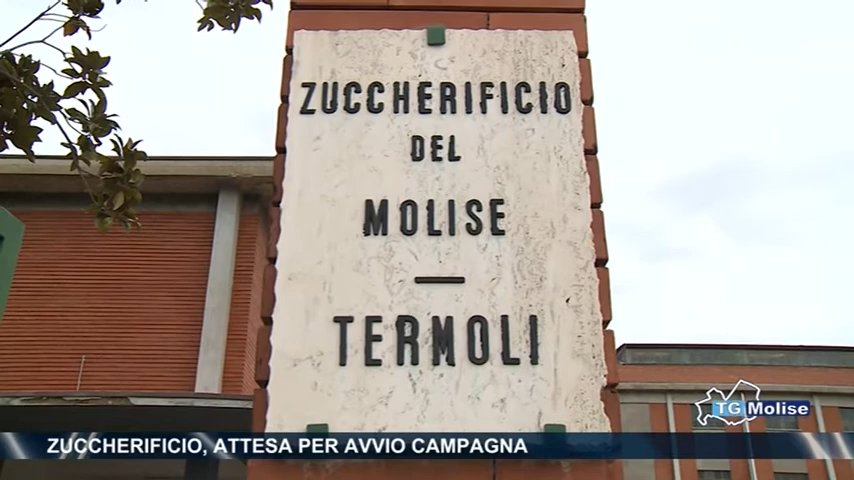 ZUCCHERIFICIO
DEL
MOLISE
—
TERMOLI
TG Molise
ZUCCHERIFICIO, ATTESA PER AVVIO CAMPAGNA